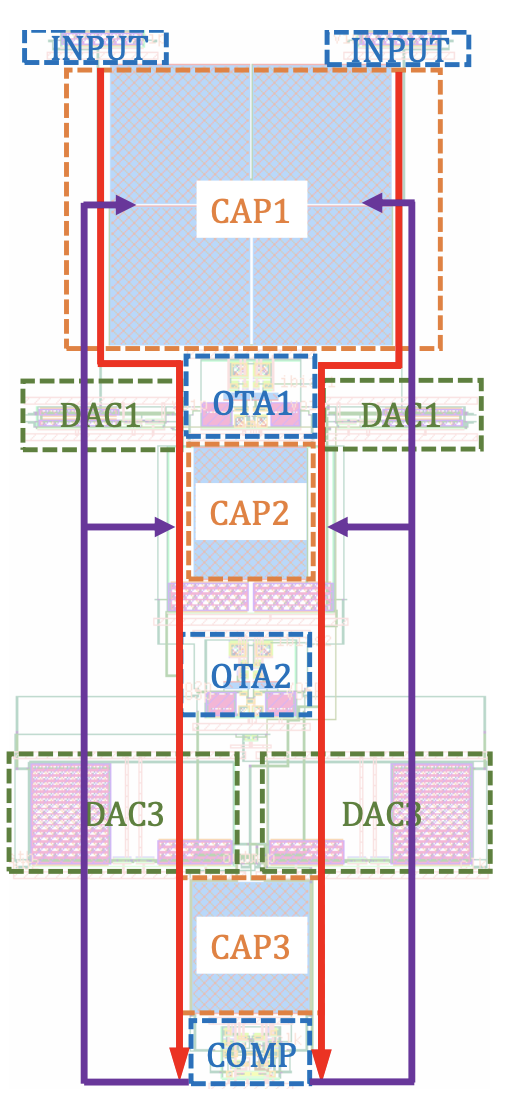 INPUT INPUT
CAP1
OTA1
DAC1 DAC1
CAP2
OTA2
DAC3 DAC3
CAP3
COMP